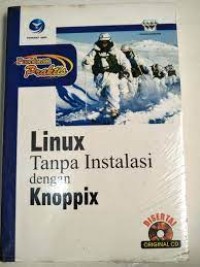 Panduan Praktis
Linux
Tanpa Instalasi
dengan
Knoppix
DISERTAI
ORIGINAL CD